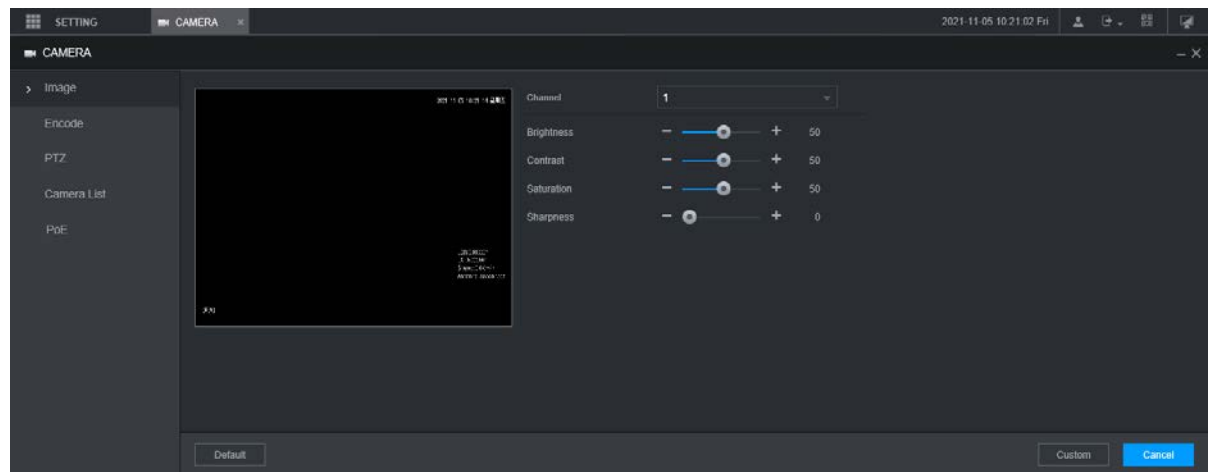 SETTING
CAMERA ×
2021-11-05 10:21:02 Fri
CAMERA
Image
Encode
PTZ
Camera List
PoE
Channel 1
Brightness 50
Contrast 50
Saturation 50
Sharpness 0
Default
Custom
Cancel